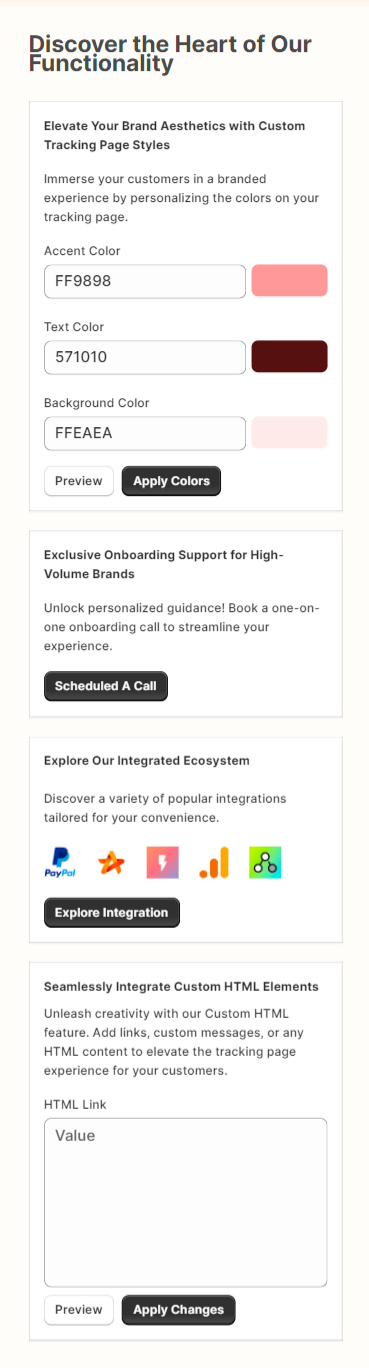 Discover the Heart of Our
Functionality
Elevate Your Brand Aesthetics with Custom
Tracking Page Styles
Immerse your customers in a branded
experience by personalizing the colors on your
tracking page.
Accent Color
FF9898
Text Color
571010
Background Color
FFEAEA
Preview
Apply Colors
Exclusive Onboarding Support for High-
Volume Brands
Unlock personalized guidance! Book a one-on-
one onboarding call to streamline your
experience.
Scheduled A Call
Explore Our Integrated Ecosystem
Discover a variety of popular integrations
tailored for your convenience.
PayPal
Explore Integration
Seamlessly Integrate Custom HTML Elements
Unleash creativity with our Custom HTML
feature. Add links, custom messages, or any
HTML content to elevate the tracking page
experience for your customers.
HTML Link
Value
Preview
Apply Changes